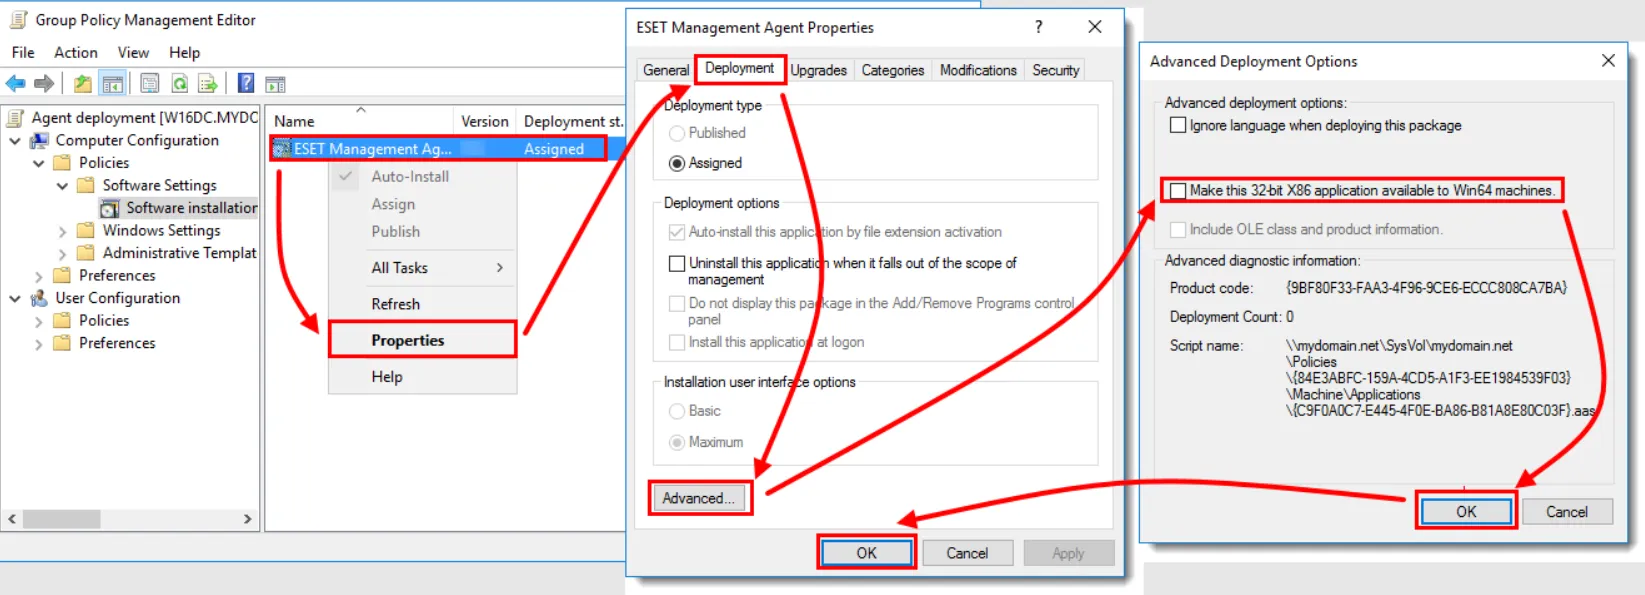 Group Policy Management Editor
File Action View Help
Agent deployment [W16DC.MYDC
Computer Configuration
Policies
Software Settings
Software installation
Windows Settings
Administrative Templat
Preferences
User Configuration
Policies
Preferences
Name Version Deployment st.
ESET Management Ag... Assigned
Auto-Install
Assign
Publish
All Tasks
Refresh
Properties
Help
ESET Management Agent Properties
General Deployment Upgrades Categories Modifications Security
Deployment type
Published
Assigned
Deployment options
Auto-install this application by file extension activation
Uninstall this application when it falls out of the scope of
management
Do not display this package in the Add/Remove Programs control
panel
Install this application at logon
Installation user interface options
Basic
Maximum
Advanced...
OK Cancel Apply
Advanced Deployment Options
Advanced deployment options:
Ignore language when deploying this package
Make this 32-bit X86 application available to Win64 machines.
Include OLE class and product information.
Advanced diagnostic information:
Product code: {9BF80F33-FAA3-4F96-9CE6-ECCC808CA7BA}
Deployment Count: 0
Script name: \\mydomain.net\SysVol\mydomain.net
\Policies
\{84E3ABFC-159A-4CD5-A1F3-EE1984539F03}
\Machine\Applications
\{C9F0A0C7-E445-4F0E-BA86-B81A8E80C03F}.aas
OK Cancel